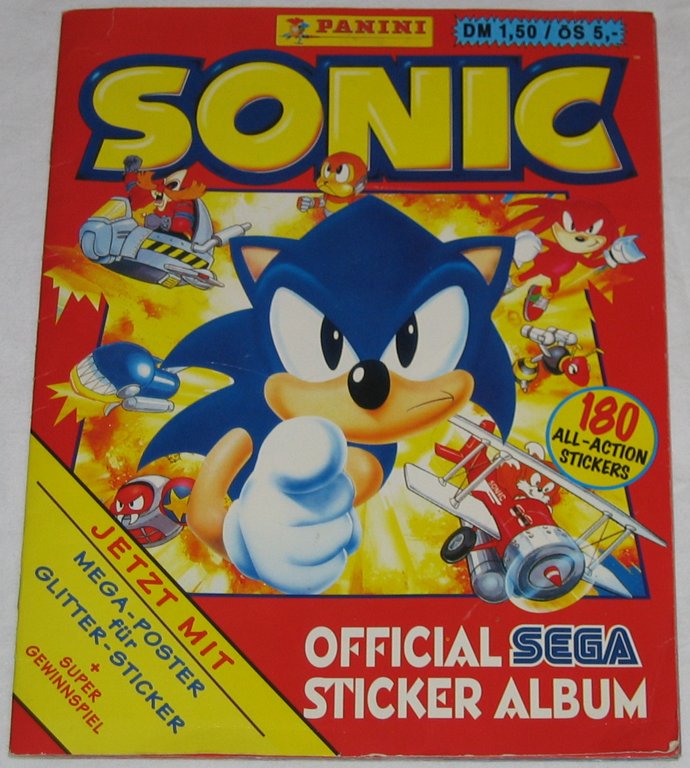 PANINI
DM 1,50 / ÖS 5,-
SONIC
180
ALL-ACTION
STICKERS
SONIC
JETZT MIT
MEGA-POSTER
für
GLITTER-STICKER
+
SUPER
GEWINNSPIEL
OFFICIAL SEGA
STICKER ALBUM